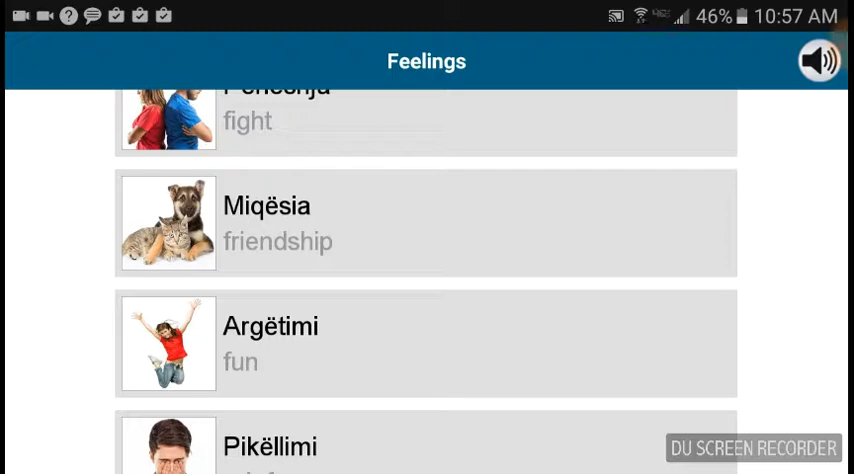 46% 10:57 AM
Feelings
fight
Miqësia
friendship
Argëtimi
fun
Pikëllimi
DU SCREEN RECORDER